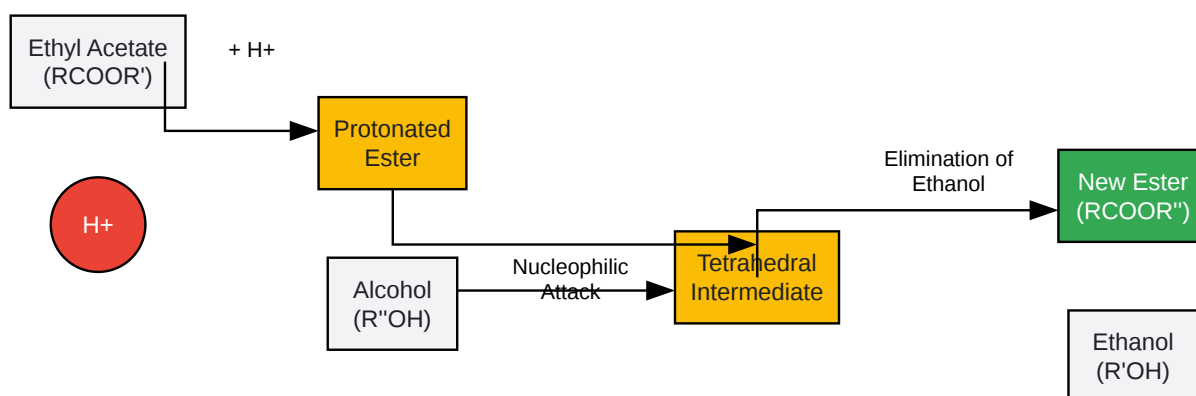 Ethyl Acetate
(RCOOR')
+ H+
Protonated
Ester
H+
Alcohol
(R''OH)
Nucleophilic
Attack
Tetrahedral
Intermediate
Elimination of
Ethanol
New Ester
(RCOOR'')
Ethanol
(R'OH)